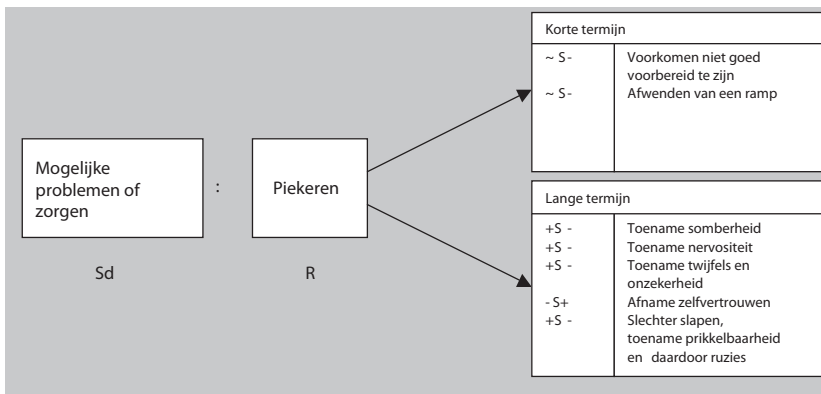 Korte termijn
~ S- Voorkomen niet goed
voorbereid te zijn
~ S- Afwenden van een ramp
Mogelijke
problemen of
zorgen
:
Piekeren
Sd
R
Lange termijn
+S - Toename somberheid
+S - Toename nervositeit
+S - Toename twijfels en
onzekerheid
- S+ Afname zelfvertrouwen
+S - Slechter slapen,
toename prikkelbaarheid
en daardoor ruzies